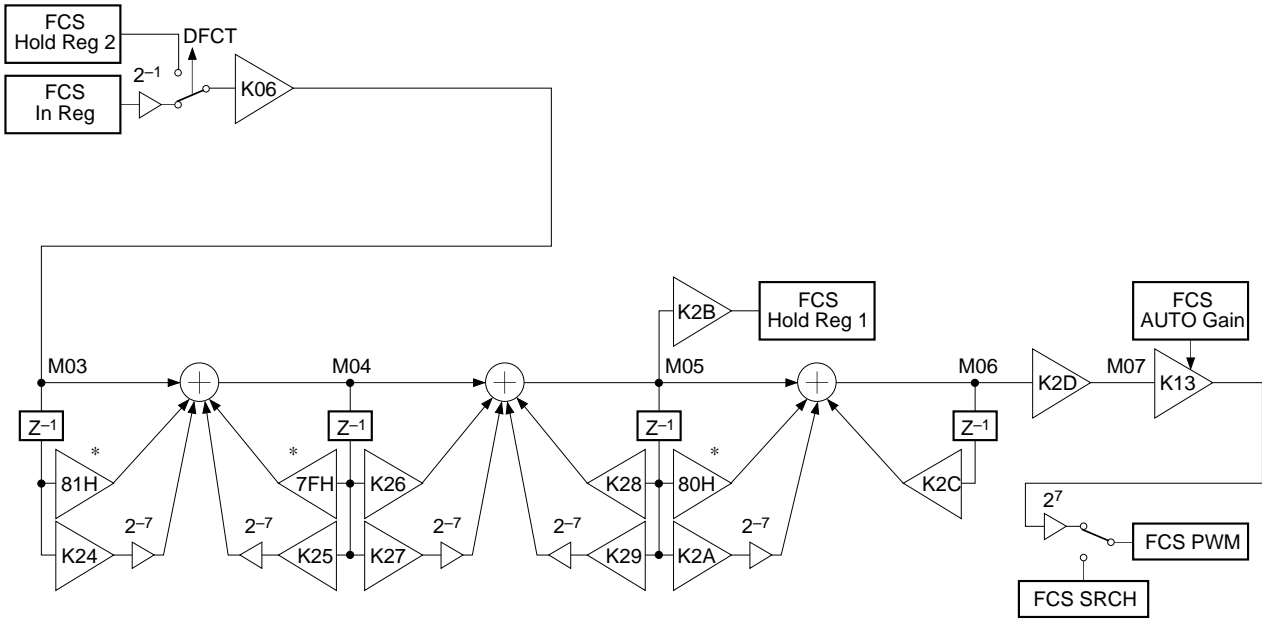 FCS
Hold Reg 2
DFCT
2–1
K06
FCS
In Reg
K2B
FCS
Hold Reg 1
FCS
AUTO Gain
M03
M04
M05
M06
K2D
M07
K13
Z–1
Z–1
Z–1
Z–1
*
81H
*
7FH
K26
K28
*
80H
K2C
K24
2–7
2–7
K25
K27
2–7
2–7
K29
K2A
2–7
27
FCS PWM
FCS SRCH